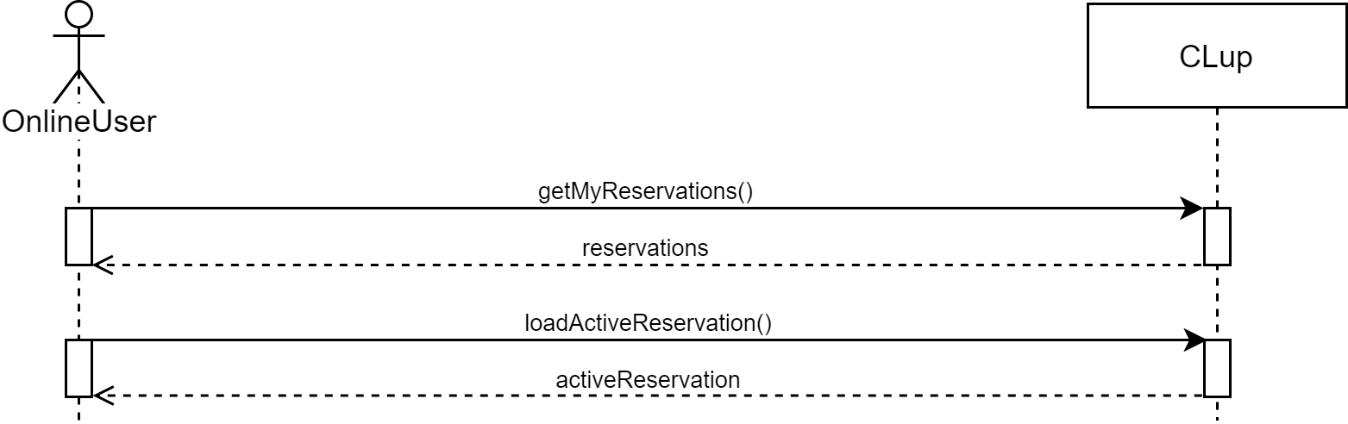 CLup
OnlineUser
getMyReservations()
reservations
loadActiveReservation()
activeReservation